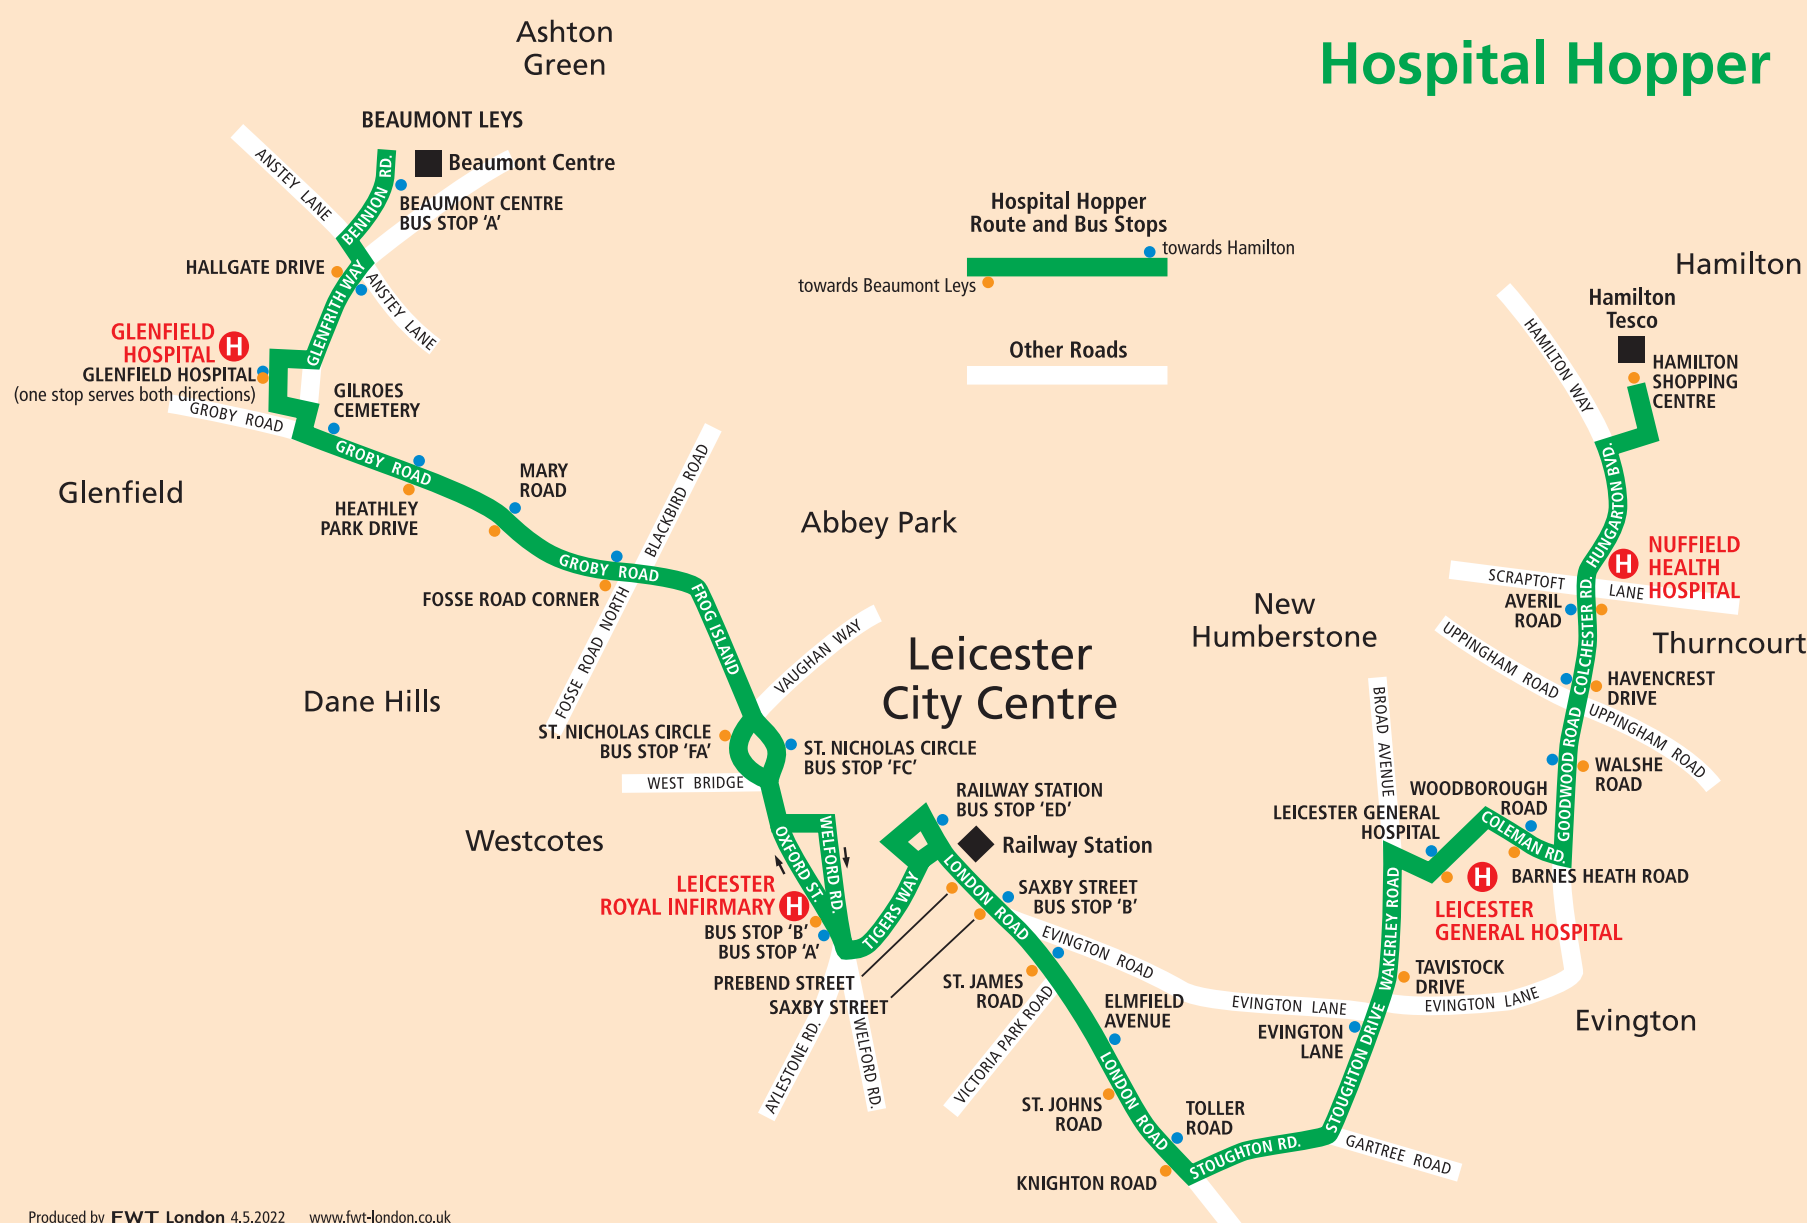 Ashton
Green
Hospital Hopper
BEAUMONT LEYS
Beaumont Centre
BENNION RD.
ANSTEY LANE
BEAUMONT CENTRE
BUS STOP ‘A’
Hospital Hopper
Route and Bus Stops
towards Hamilton
towards Beaumont Leys
Other Roads
HALLGATE DRIVE
GLENFRITH WAY
ANSTEY LANE
GLENFIELD
HOSPITAL
H
GLENFIELD HOSPITAL
(one stop serves both directions)
GROBY ROAD
GILROES
CEMETERY
GROBY ROAD
Glenfield
HEATHLEY
PARK DRIVE
MARY
ROAD
GROBY ROAD
BLACKBIRD ROAD
FOSSE ROAD CORNER
FOSSE ROAD NORTH
Abbey Park
FROG ISLAND
VAUGHAN WAY
Dane Hills
Leicester
City Centre
ST. NICHOLAS CIRCLE
BUS STOP ‘FA’
ST. NICHOLAS CIRCLE
BUS STOP ‘FC’
WEST BRIDGE
Westcotes
OXFORD ST.
WELFORD RD.
RAILWAY STATION
BUS STOP ‘ED’
Railway Station
LEICESTER
ROYAL INFIRMARY
H
BUS STOP ‘B’
BUS STOP ‘A’
TIGERS WAY
LONDON ROAD
SAXBY STREET
BUS STOP ‘B’
PREBEND STREET
SAXBY STREET
AYLESTONE RD.
WELFORD RD.
ST. JAMES
ROAD
VICTORIA PARK ROAD
EVINGTON ROAD
ELMFIELD
AVENUE
LONDON ROAD
ST. JOHNS
ROAD
TOLLER
ROAD
KNIGHTON ROAD
STOUGHTON RD.
GARTREE ROAD
STOUGHTON DRIVE
EVINGTON LANE
EVINGTON
LANE
EVINGTON LANE
Evington
TAVISTOCK
DRIVE
WAKERLEY ROAD
BROAD AVENUE
LEICESTER GENERAL
HOSPITAL
H
LEICESTER
GENERAL HOSPITAL
BARNES HEATH ROAD
WOODBOROUGH
ROAD
COLEMAN RD.
GOODWOOD ROAD
WALSHE
ROAD
UPPINGHAM ROAD
UPPINGHAM ROAD
HAVENCREST
DRIVE
COLCHESTER RD.
New
Humberstone
Thurncourt
AVERIL
ROAD
SCRAPTOFT LANE
H
NUFFIELD
HEALTH
HOSPITAL
HUNGARTON BVD.
HAMILTON WAY
Hamilton
Hamilton
Tesco
HAMILTON
SHOPPING
CENTRE
Produced by FWT London 4.5.2022 www.fwt-london.co.uk